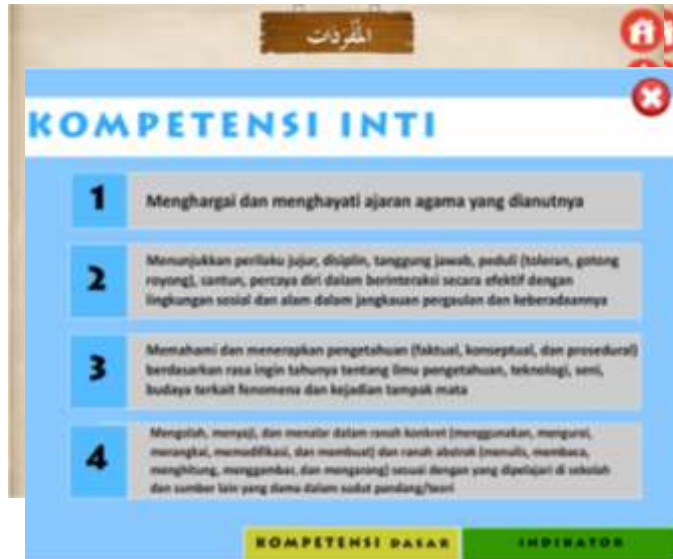 المُفْرَدَات
KOMPETENSI INTI
1
Menghargai dan menghayati ajaran agama yang dianutnya
2
Menunjukkan perilaku jujur, disiplin, tanggung jawab, peduli (toleran, gotong
royong), santun, percaya diri dalam berinteraksi secara efektif dengan
lingkungan sosial dan alam dalam jangkauan pergaulan dan keberadaannya
3
Memahami dan menerapkan pengetahuan (faktual, konseptual, dan prosedural)
berdasarkan rasa ingin tahunya tentang ilmu pengetahuan, teknologi, seni,
budaya terkait fenomena dan kejadian tampak mata
4
Mengolah, menyaji, dan menalar dalam ranah konkret (menggunakan, mengurai,
merangkai, memodifikasi, dan membuat) dan ranah abstrak (menulis, membaca,
menghitung, menggambar, dan mengarang) sesuai dengan yang dipelajari di sekolah
dan sumber lain yang dama dalam sudut pandang/teori
KOMPETENSI DASAR
INDIKATOR